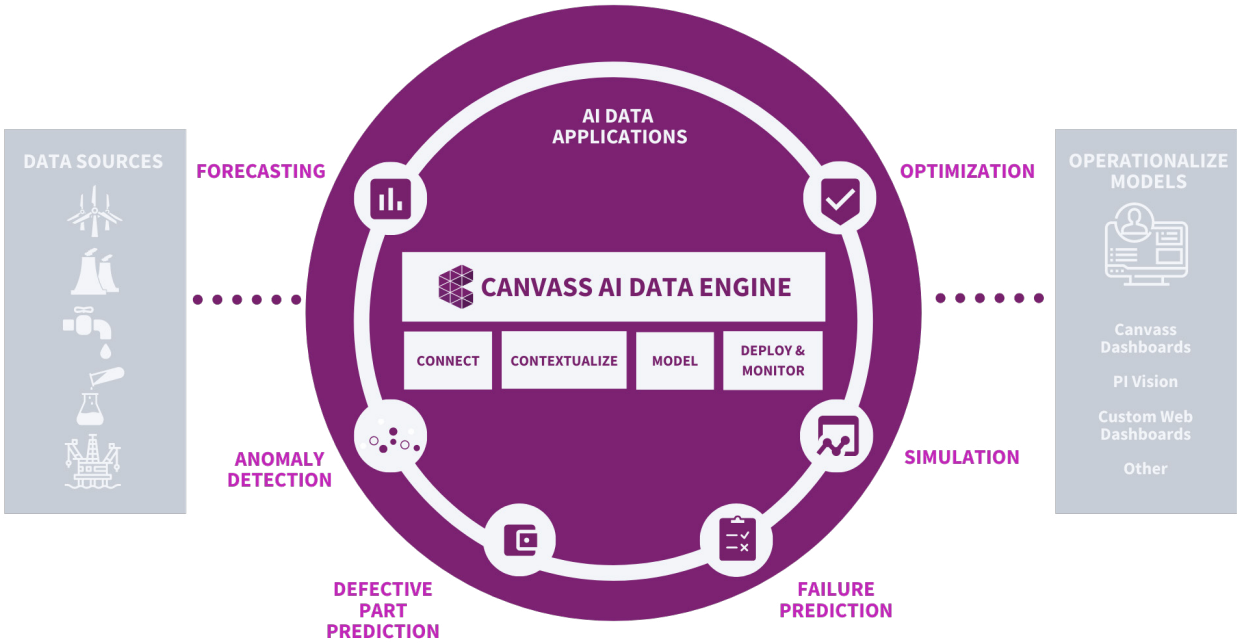 DATA SOURCES
FORECASTING
ANOMALY
DETECTION
DEFECTIVE
PART
PREDICTION
AI DATA
APPLICATIONS
CANVASS AI DATA ENGINE
CONNECT
CONTEXTUALIZE
MODEL
DEPLOY &
MONITOR
OPTIMIZATION
SIMULATION
FAILURE
PREDICTION
OPERATIONALIZE
MODELS
Canvass
Dashboards
PI Vision
Custom Web
Dashboards
Other